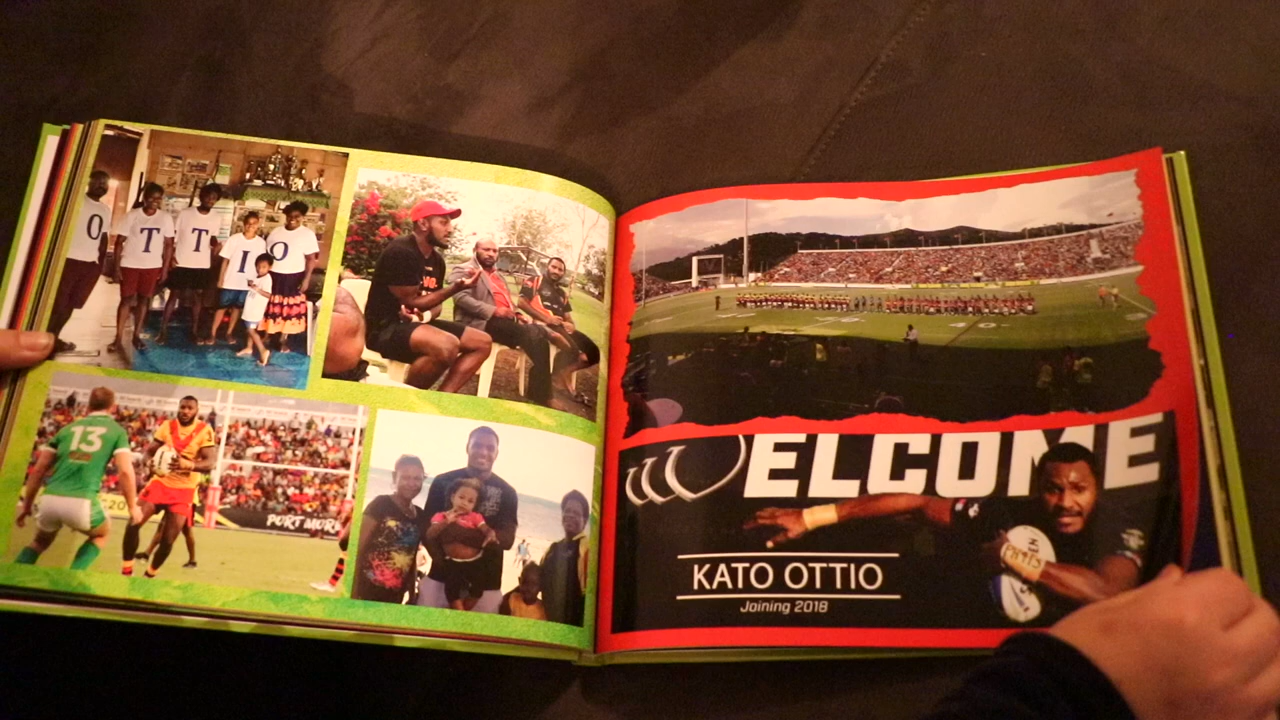 O T T I O
13
PORT MORE
WELCOME
KATO OTTIO
Joining 2018